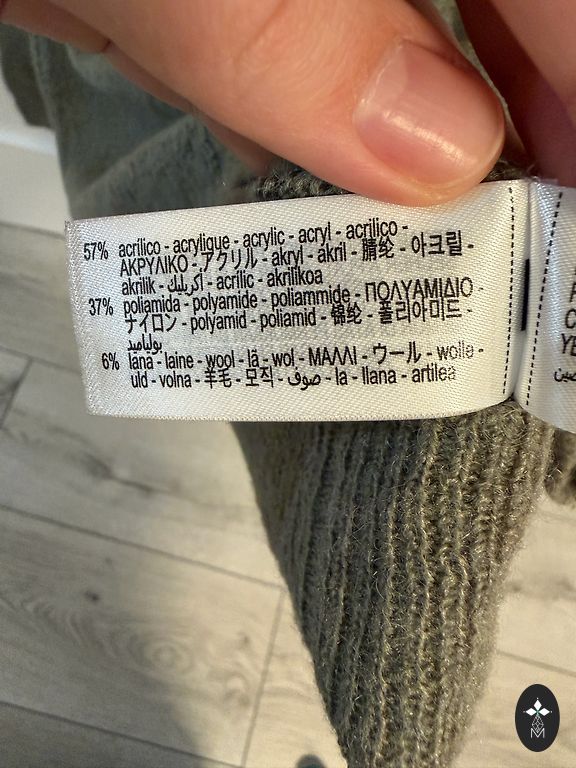 57% acrilico - acrylique - acrylic - acryl - acrilico -
ΑΚΡΥΛΙΚΟ - アクリル - akryl - akril - 腈纶 - 아크릴 -
akrilik - اكريليك - acrílic - akrilikoa
37% poliamida - polyamide - poliammide - ΠΟΛΥΑΜΙΔΙΟ -
ナイロン - polyamid - poliamid - 锦纶 - 폴리아미드 -
بولياميد
6% lana - laine - wool - lã - wol - ΜΑΛΛΙ - ウール - wolle -
uld - volna - 羊毛 - 모직 - صوف - la - llana - artilea
M